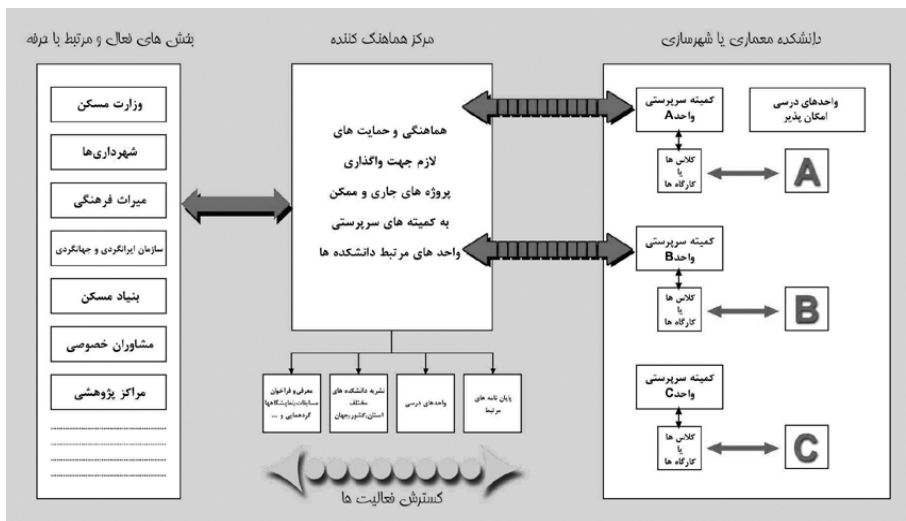 دانشکده معماری یا شهرسازی
واحدهای درسی
امکان پذیر
کمیته سرپرستی
واحدA
کلاس ها
یا
کارگاه ها
A
کمیته سرپرستی
واحدB
کلاس ها
یا
کارگاه ها
B
کمیته سرپرستی
واحدC
کلاس ها
یا
کارگاه ها
C
مرکز هماهنگ کننده
هماهنگی و حمایت های
لازم جهت واگذاری
پروژه های جاری و ممکن
به کمیته های سرپرستی
واحد های مرتبط دانشکده ها
پایان نامه های
مرتبط
واحدهای درسی
نشریه دانشکده های
مختلف
استان،کشور،جهان
معرفی و فراخوان
مسابقات،نمایشگاهها
گردهمایی و ...
گسترش فعالیت ها
بخش های فعال و مرتبط با حرفه
وزارت مسکن
شهرداری‌ها
میراث فرهنگی
سازمان ایرانگردی و جهانگردی
بنیاد مسکن
مشاوران خصوصی
مراکز پژوهشی